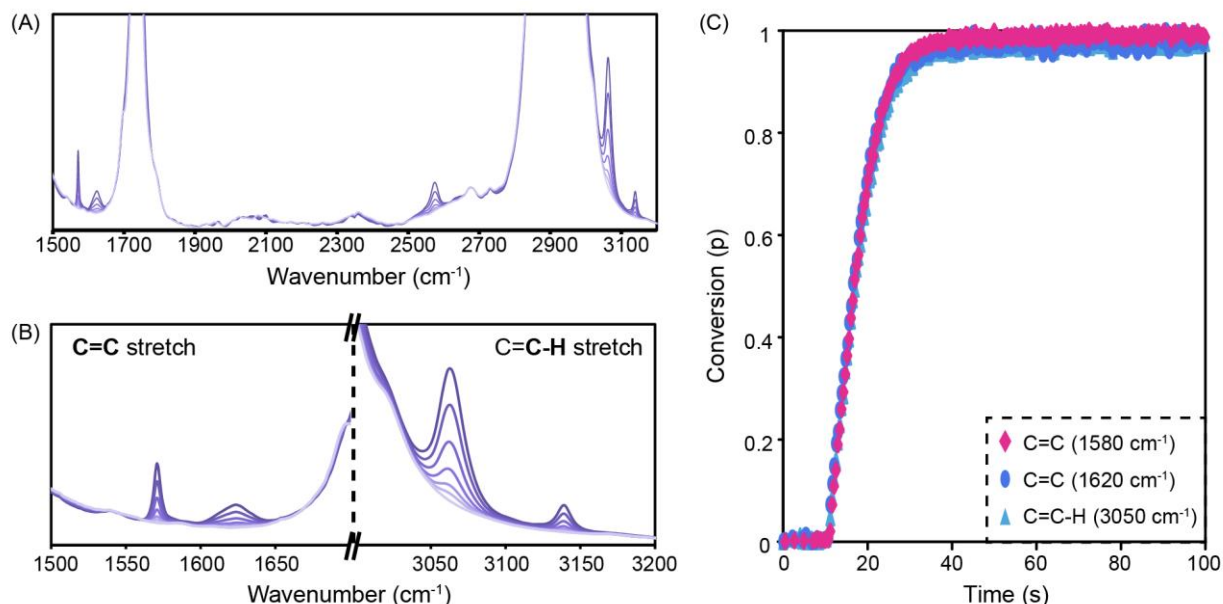 (A)
1500 1700 1900 2100 2300 2500 2700 2900 3100
Wavenumber (cm⁻¹)
(B)
C=C stretch
C=C-H stretch
1500 1550 1600 1650 3050 3100 3150 3200
Wavenumber (cm⁻¹)
(C)
Conversion (p)
1
0.8
0.6
0.4
0.2
0
C=C (1580 cm⁻¹)
C=C (1620 cm⁻¹)
C=C-H (3050 cm⁻¹)
0 20 40 60 80 100
Time (s)